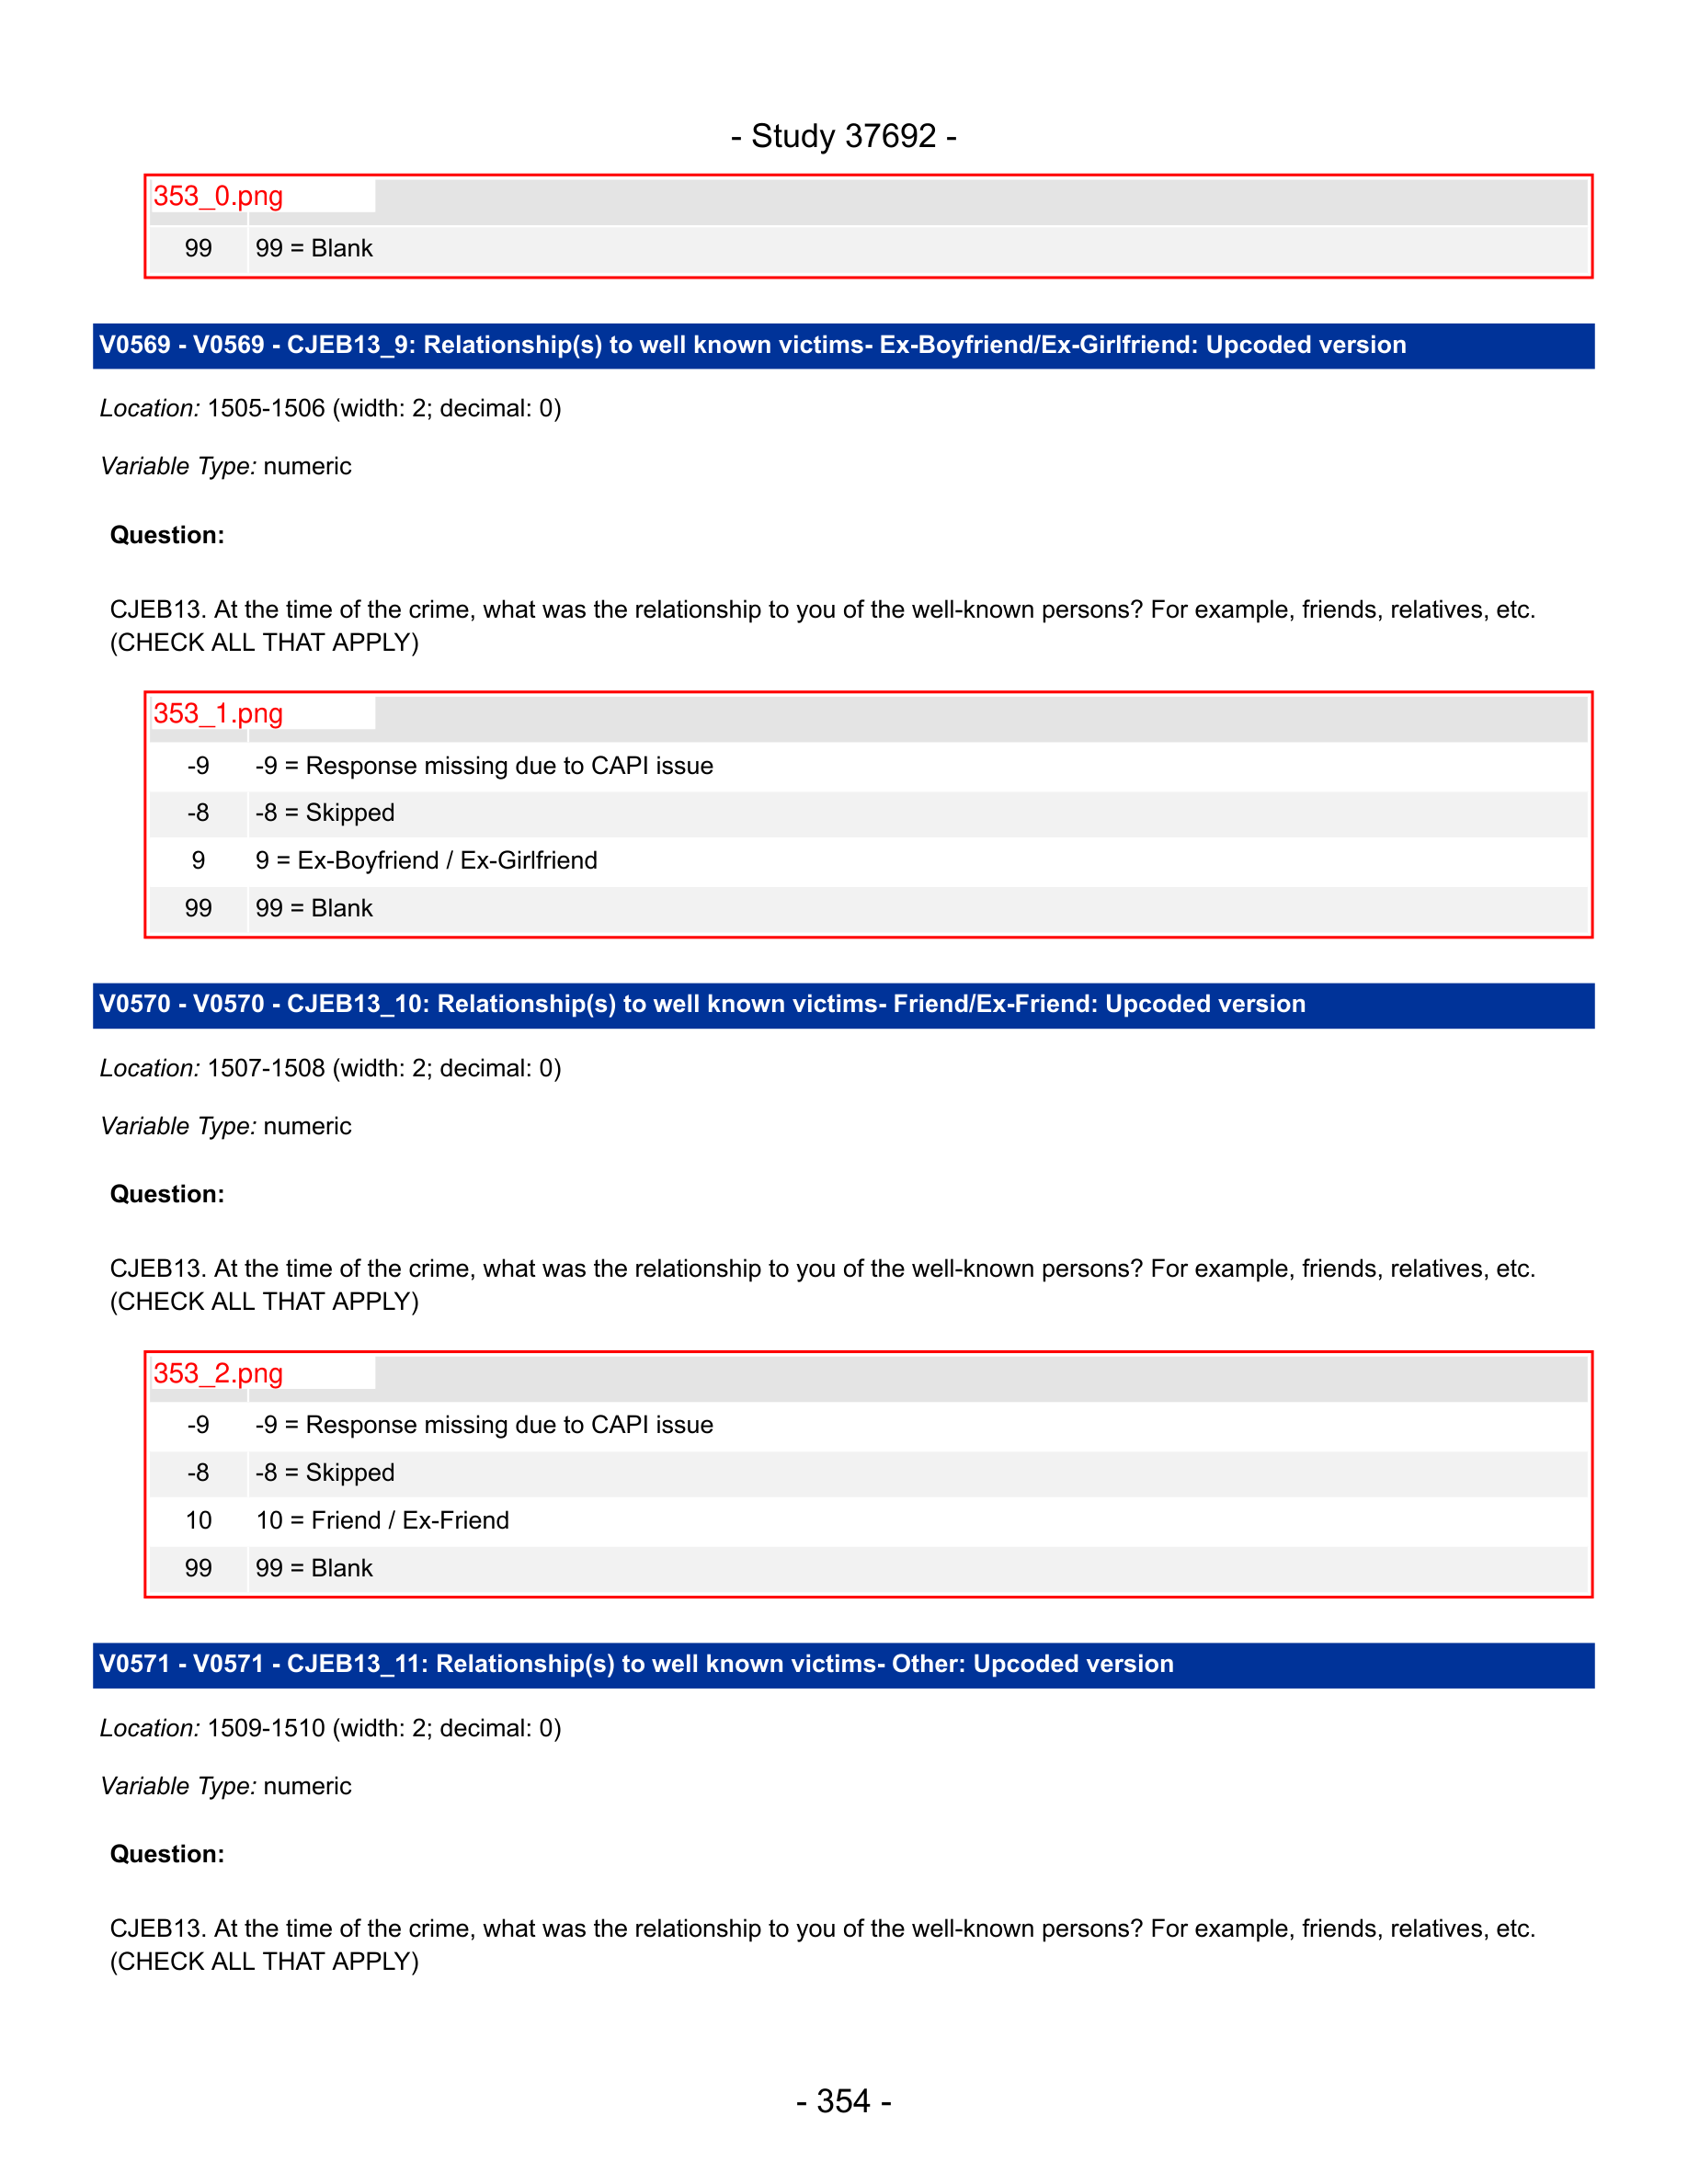 - Study 37692 -
353_0.png
99 99 = Blank
V0569 - V0569 - CJEB13_9: Relationship(s) to well known victims- Ex-Boyfriend/Ex-Girlfriend: Upcoded version
Location: 1505-1506 (width: 2; decimal: 0)
Variable Type: numeric
Question:
CJEB13. At the time of the crime, what was the relationship to you of the well-known persons? For example, friends, relatives, etc.
(CHECK ALL THAT APPLY)
353_1.png
-9 -9 = Response missing due to CAPI issue
-8 -8 = Skipped
9 9 = Ex-Boyfriend / Ex-Girlfriend
99 99 = Blank
V0570 - V0570 - CJEB13_10: Relationship(s) to well known victims- Friend/Ex-Friend: Upcoded version
Location: 1507-1508 (width: 2; decimal: 0)
Variable Type: numeric
Question:
CJEB13. At the time of the crime, what was the relationship to you of the well-known persons? For example, friends, relatives, etc.
(CHECK ALL THAT APPLY)
353_2.png
-9 -9 = Response missing due to CAPI issue
-8 -8 = Skipped
10 10 = Friend / Ex-Friend
99 99 = Blank
V0571 - V0571 - CJEB13_11: Relationship(s) to well known victims- Other: Upcoded version
Location: 1509-1510 (width: 2; decimal: 0)
Variable Type: numeric
Question:
CJEB13. At the time of the crime, what was the relationship to you of the well-known persons? For example, friends, relatives, etc.
(CHECK ALL THAT APPLY)
- 354 -